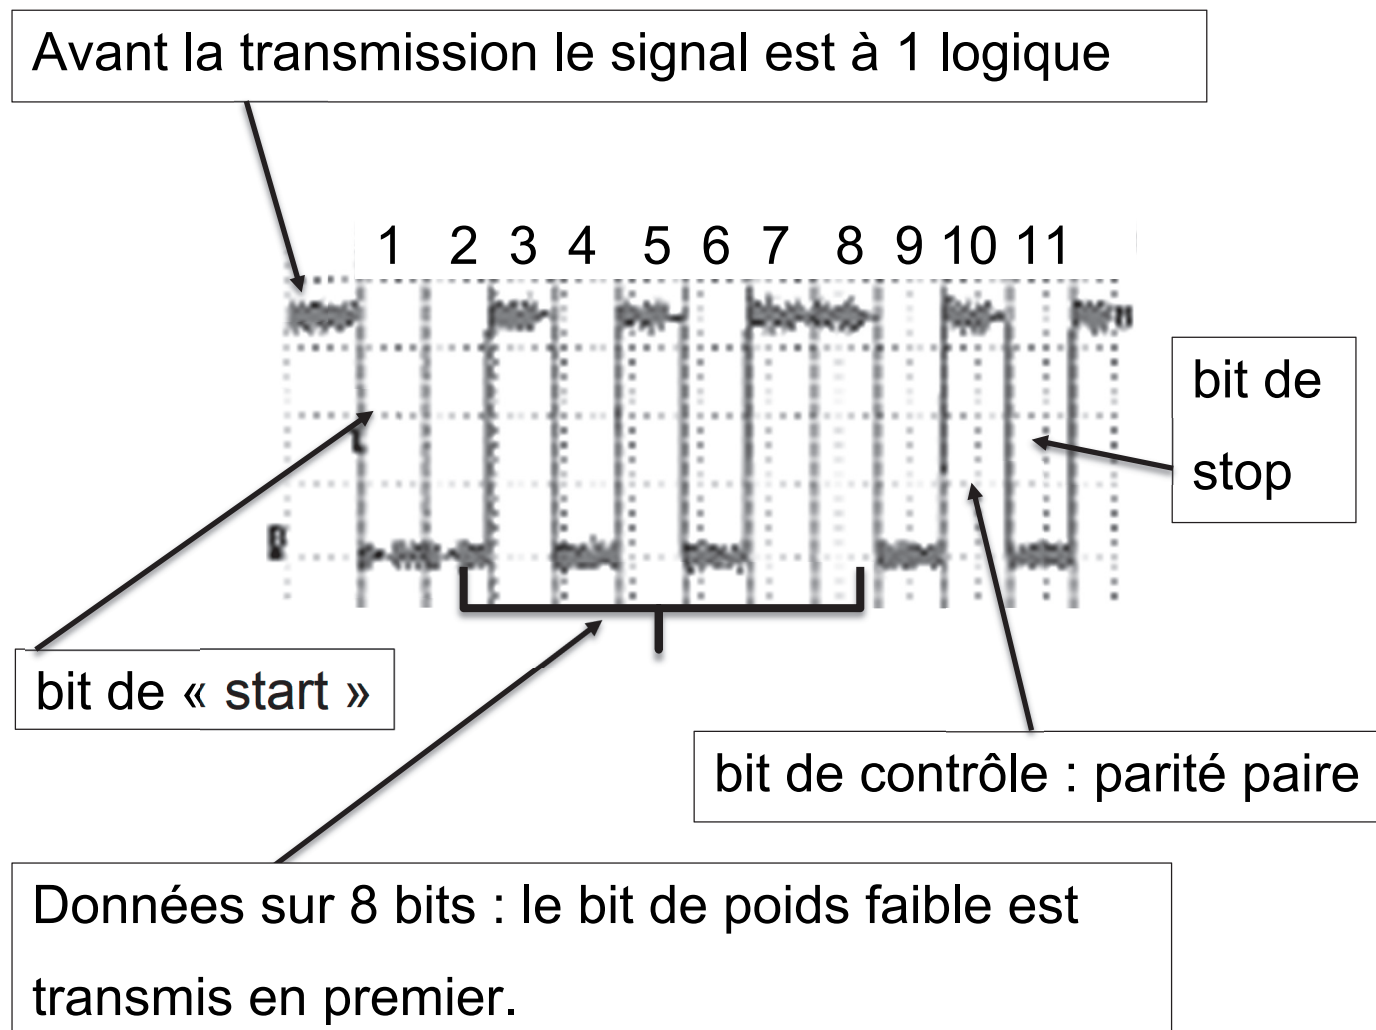 Avant la transmission le signal est à 1 logique
1 2 3 4 5 6 7 8 9 10 11
bit de
stop
bit de « start »
bit de contrôle : parité paire
Données sur 8 bits : le bit de poids faible est
transmis en premier.